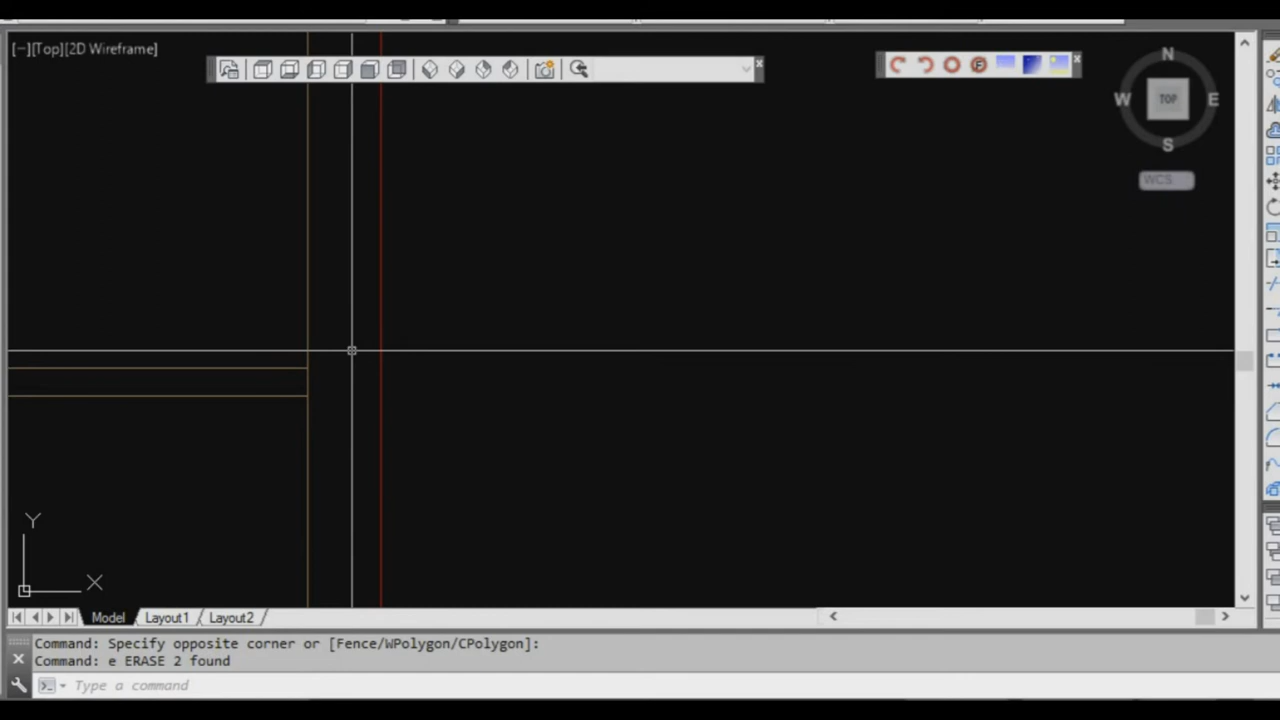 [−][Top][2D Wireframe]
N
W TOP E
S
WCS
Y
X
Model Layout1 Layout2
Command: Specify opposite corner or [Fence/WPolygon/CPolygon]:
Command: e ERASE 2 found
Type a command